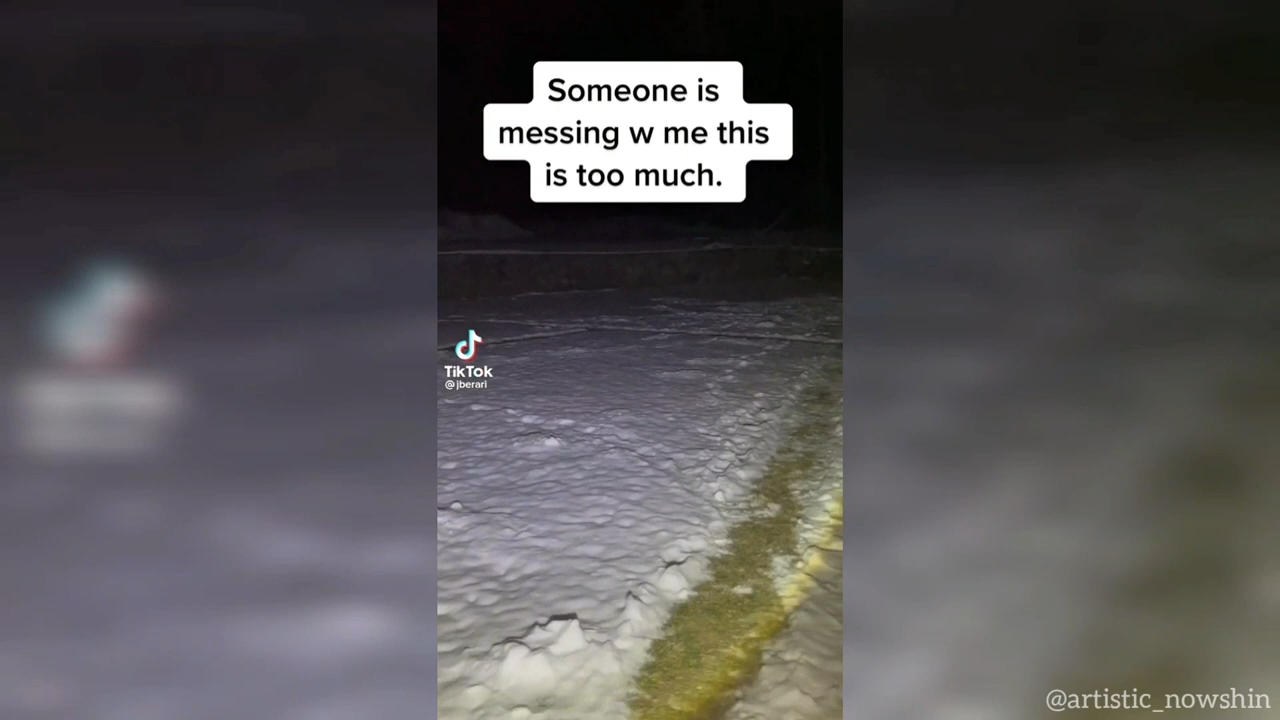 Someone is
messing w me this
is too much.
TikTok
@jberari
@artistic_nowshin